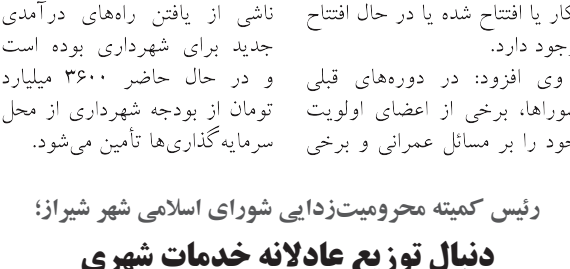 کار یا افتتاح شده یا در حال افتتاح
وجود دارد.
وی افزود: در دوره‌های قبلی
شوراها، برخی از اعضای اولویت
خود را بر مسائل عمرانی و برخی
ناشی از یافتن راه‌های درآمدی
جدید برای شهرداری بوده است
و در حال حاضر ۳۶۰۰ میلیارد
تومان از بودجه شهرداری از محل
سرمایه‌گذاری‌ها تأمین می‌شود.
رئیس کمیته محرومیت‌زدایی شورای اسلامی شهر شیراز؛
دنبال توزیع عادلانه خدمات شهری